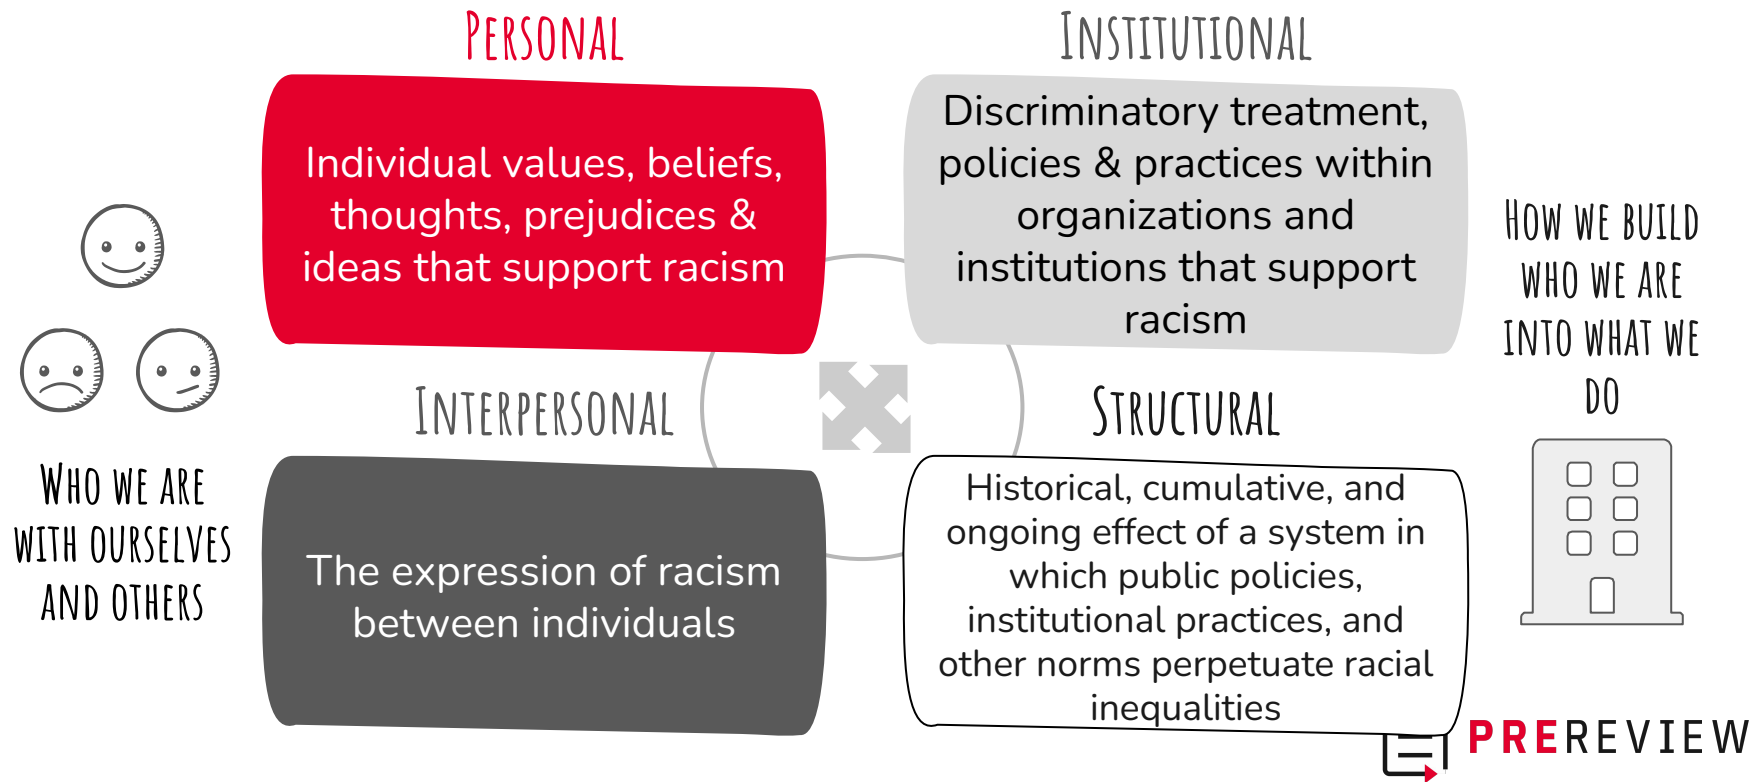 Personal
Individual values, beliefs,
thoughts, prejudices &
ideas that support racism
Institutional
Discriminatory treatment,
policies & practices within
organizations and
institutions that support
racism
Interpersonal
The expression of racism
between individuals
Structural
Historical, cumulative, and
ongoing effect of a system in
which public policies,
institutional practices, and
other norms perpetuate racial
inequalities
Who we are
with ourselves
and others
How we build
who we are
into what we
do
PREREVIEW